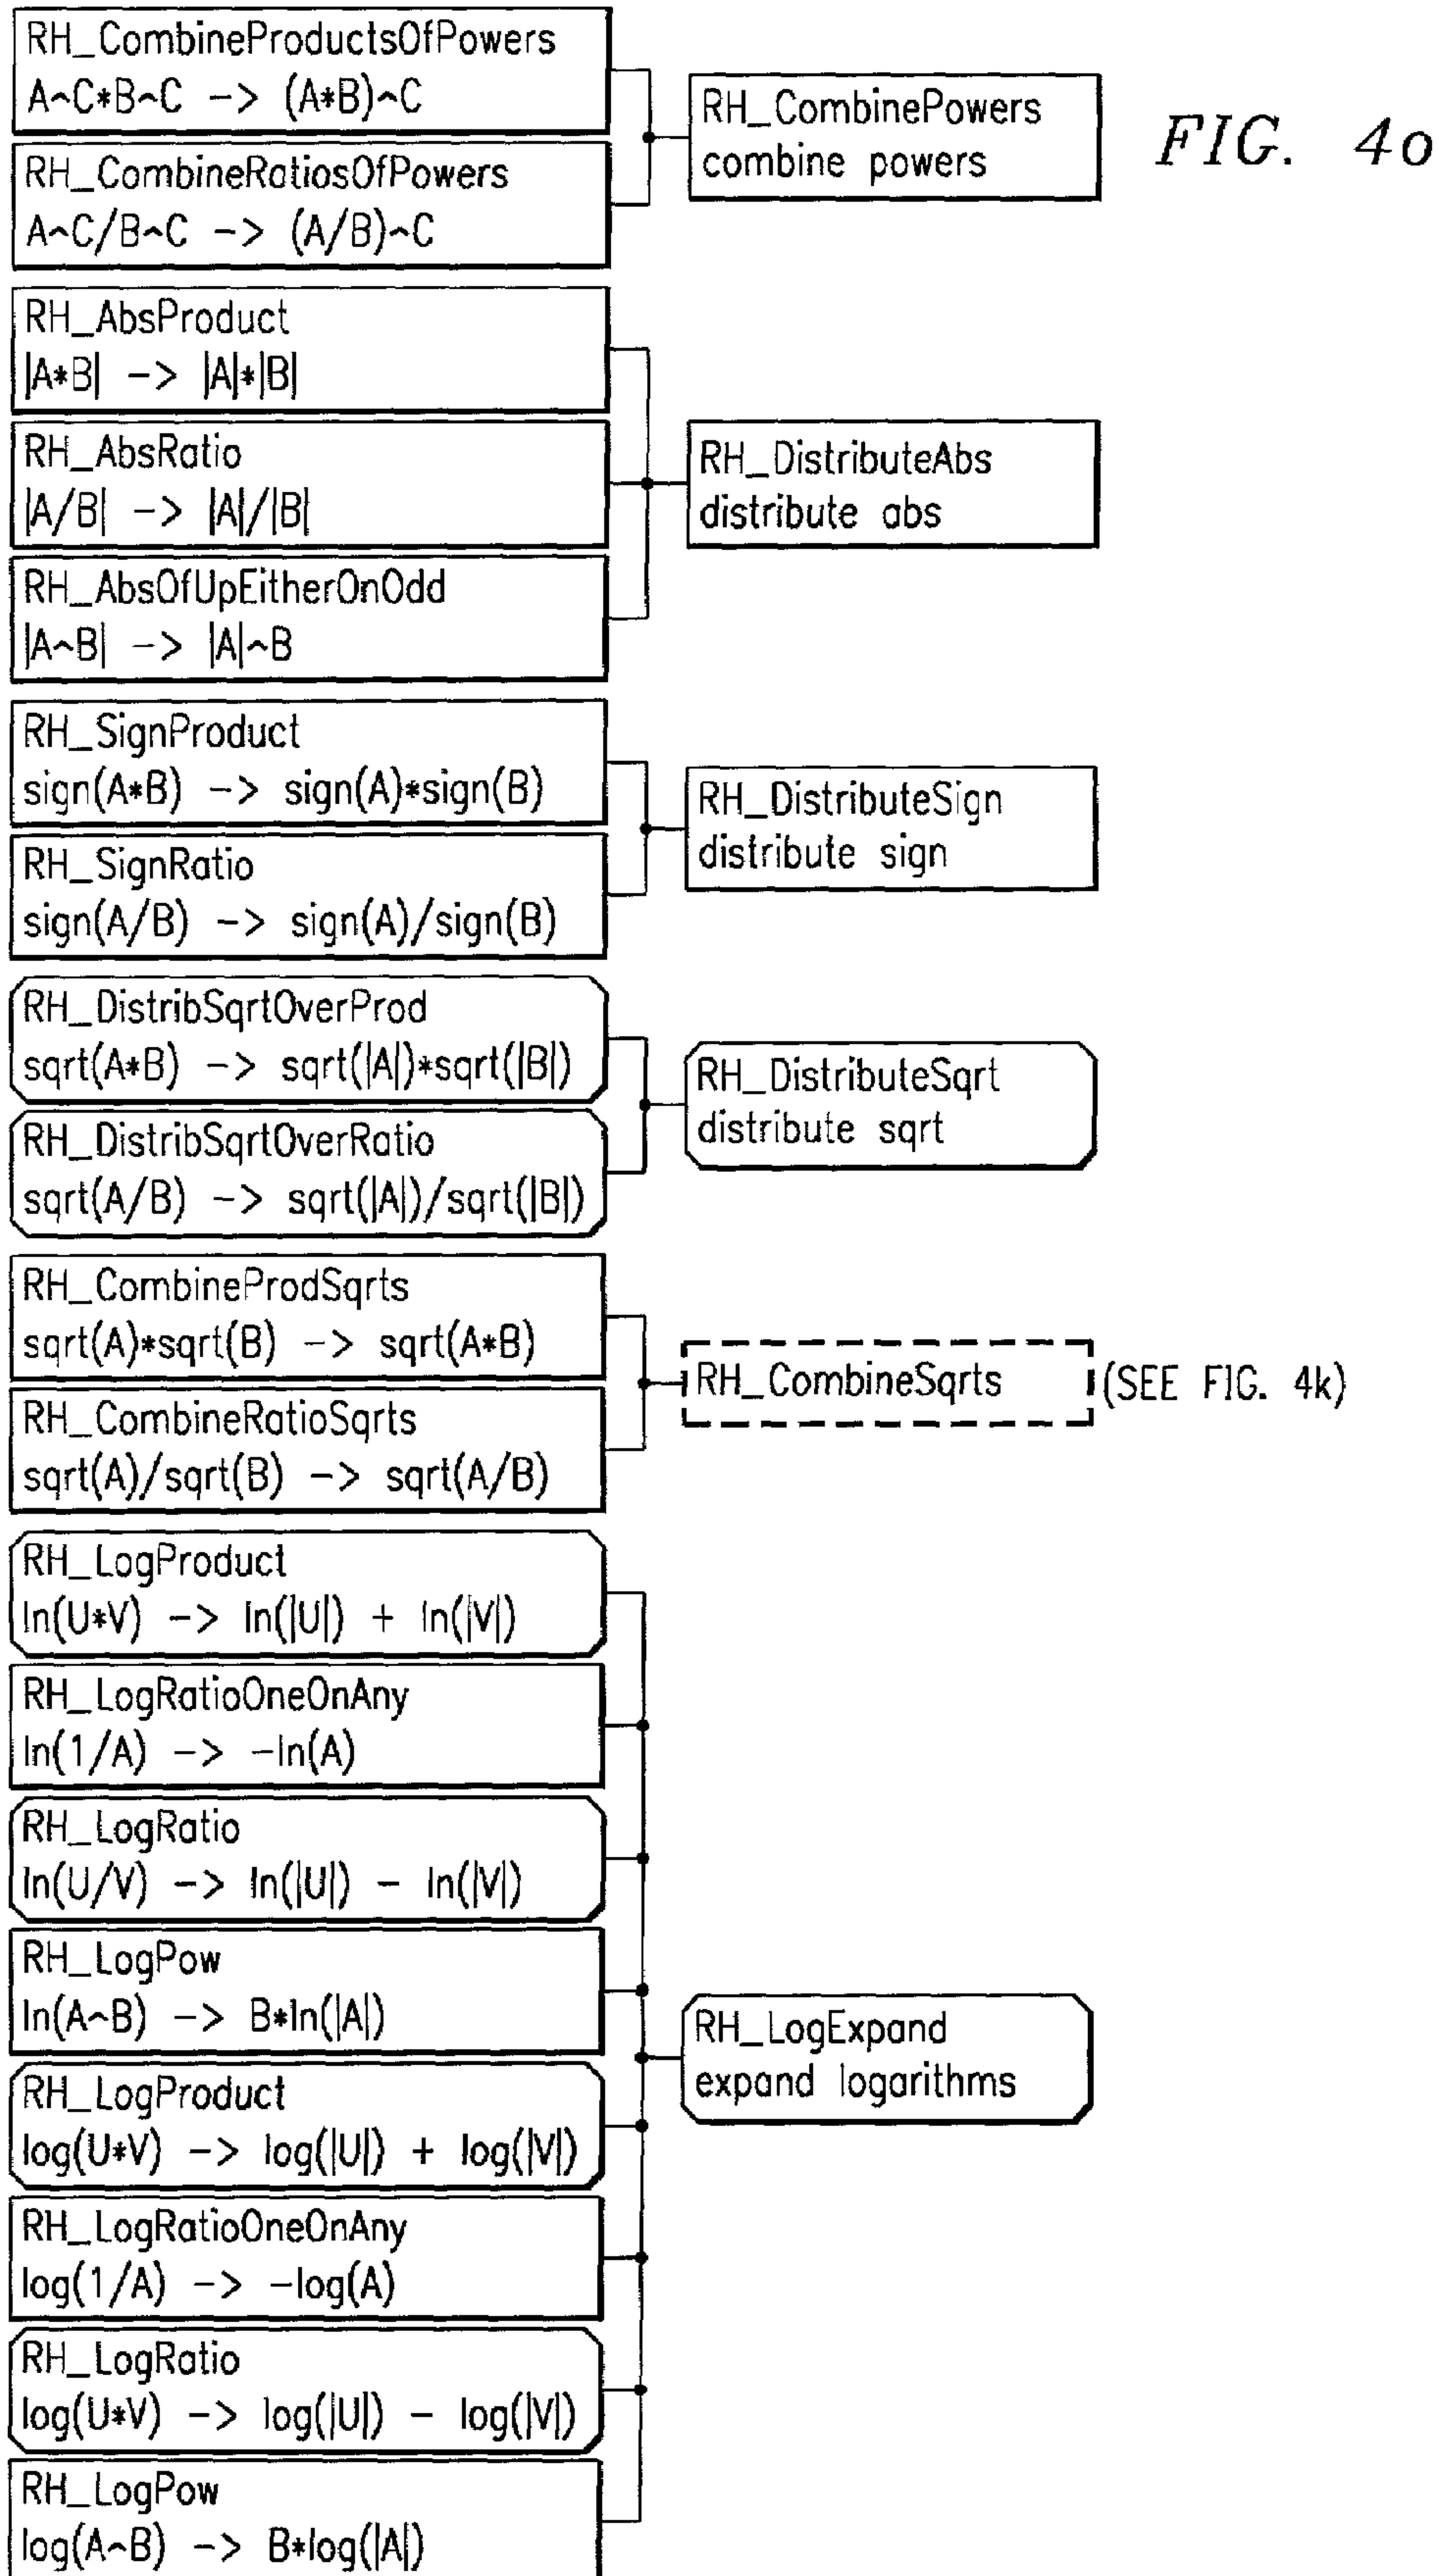 RH_CombineProductsOfPowers
A~C*B~C -> (A*B)~C
RH_CombineRatiosOfPowers
A~C/B~C -> (A/B)~C
RH_CombinePowers
combine powers
FIG. 4o
RH_AbsProduct
|A*B| -> |A|*|B|
RH_AbsRatio
|A/B| -> |A|/|B|
RH_AbsOfUpEitherOnOdd
|A~B| -> |A|~B
RH_DistributeAbs
distribute abs
RH_SignProduct
sign(A*B) -> sign(A)*sign(B)
RH_SignRatio
sign(A/B) -> sign(A)/sign(B)
RH_DistributeSign
distribute sign
RH_DistribSqrtOverProd
sqrt(A*B) -> sqrt(|A|)*sqrt(|B|)
RH_DistribSqrtOverRatio
sqrt(A/B) -> sqrt(|A|)/sqrt(|B|)
RH_DistributeSqrt
distribute sqrt
RH_CombineProdSqrts
sqrt(A)*sqrt(B) -> sqrt(A*B)
RH_CombineRatioSqrts
sqrt(A)/sqrt(B) -> sqrt(A/B)
RH_CombineSqrts (SEE FIG. 4k)
RH_LogProduct
ln(U*V) -> ln(|U|) + ln(|V|)
RH_LogRatioOneOnAny
ln(1/A) -> -ln(A)
RH_LogRatio
ln(U/V) -> ln(|U|) - ln(|V|)
RH_LogPow
ln(A~B) -> B*ln(|A|)
RH_LogProduct
log(U*V) -> log(|U|) + log(|V|)
RH_LogRatioOneOnAny
log(1/A) -> -log(A)
RH_LogRatio
log(U*V) -> log(|U|) - log(|V|)
RH_LogPow
log(A~B) -> B*log(|A|)
RH_LogExpand
expand logarithms